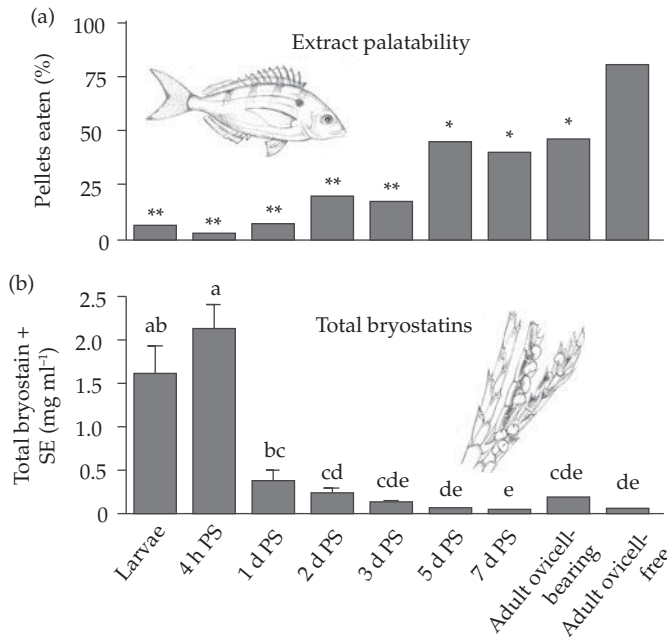 (a)
100
75
50
25
0
Pellets eaten (%)
Extract palatability
**
**
**
**
**
*
*
*
(b)
2.5
2.0
1.5
1.0
0.5
0
Total bryostain +
SE (mg ml⁻¹)
Total bryostatins
ab
a
bc
cd
cde
de
e
cde
de
Larvae
4 h PS
1 d PS
2 d PS
3 d PS
5 d PS
7 d PS
Adult ovicell-
bearing
Adult ovicell-
free